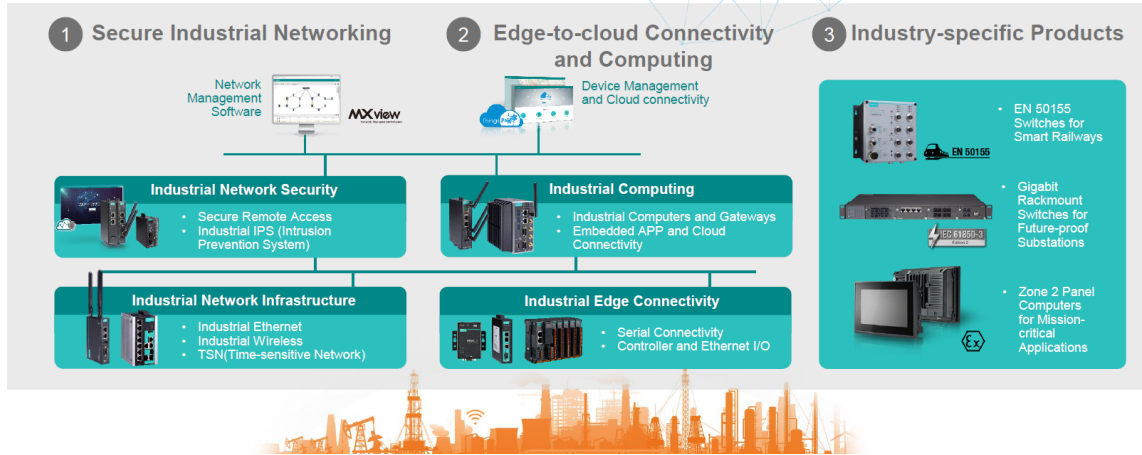 1 Secure Industrial Networking
Network
Management
Software
MXview
2 Edge-to-cloud Connectivity
and Computing
Device Management
and Cloud connectivity
Industrial Network Security
• Secure Remote Access
• Industrial IPS (Intrusion
Prevention System)
Industrial Computing
• Industrial Computers and Gateways
• Embedded APP and Cloud
Connectivity
Industrial Network Infrastructure
• Industrial Ethernet
• Industrial Wireless
• TSN(Time-sensitive Network)
Industrial Edge Connectivity
• Serial Connectivity
• Controller and Ethernet I/O
3 Industry-specific Products
EN 50155
• EN 50155
Switches for
Smart Railways
IEC 61850-3
• Gigabit
Rackmount
Switches for
Future-proof
Substations
Ex
• Zone 2 Panel
Computers
for Mission-
critical
Applications